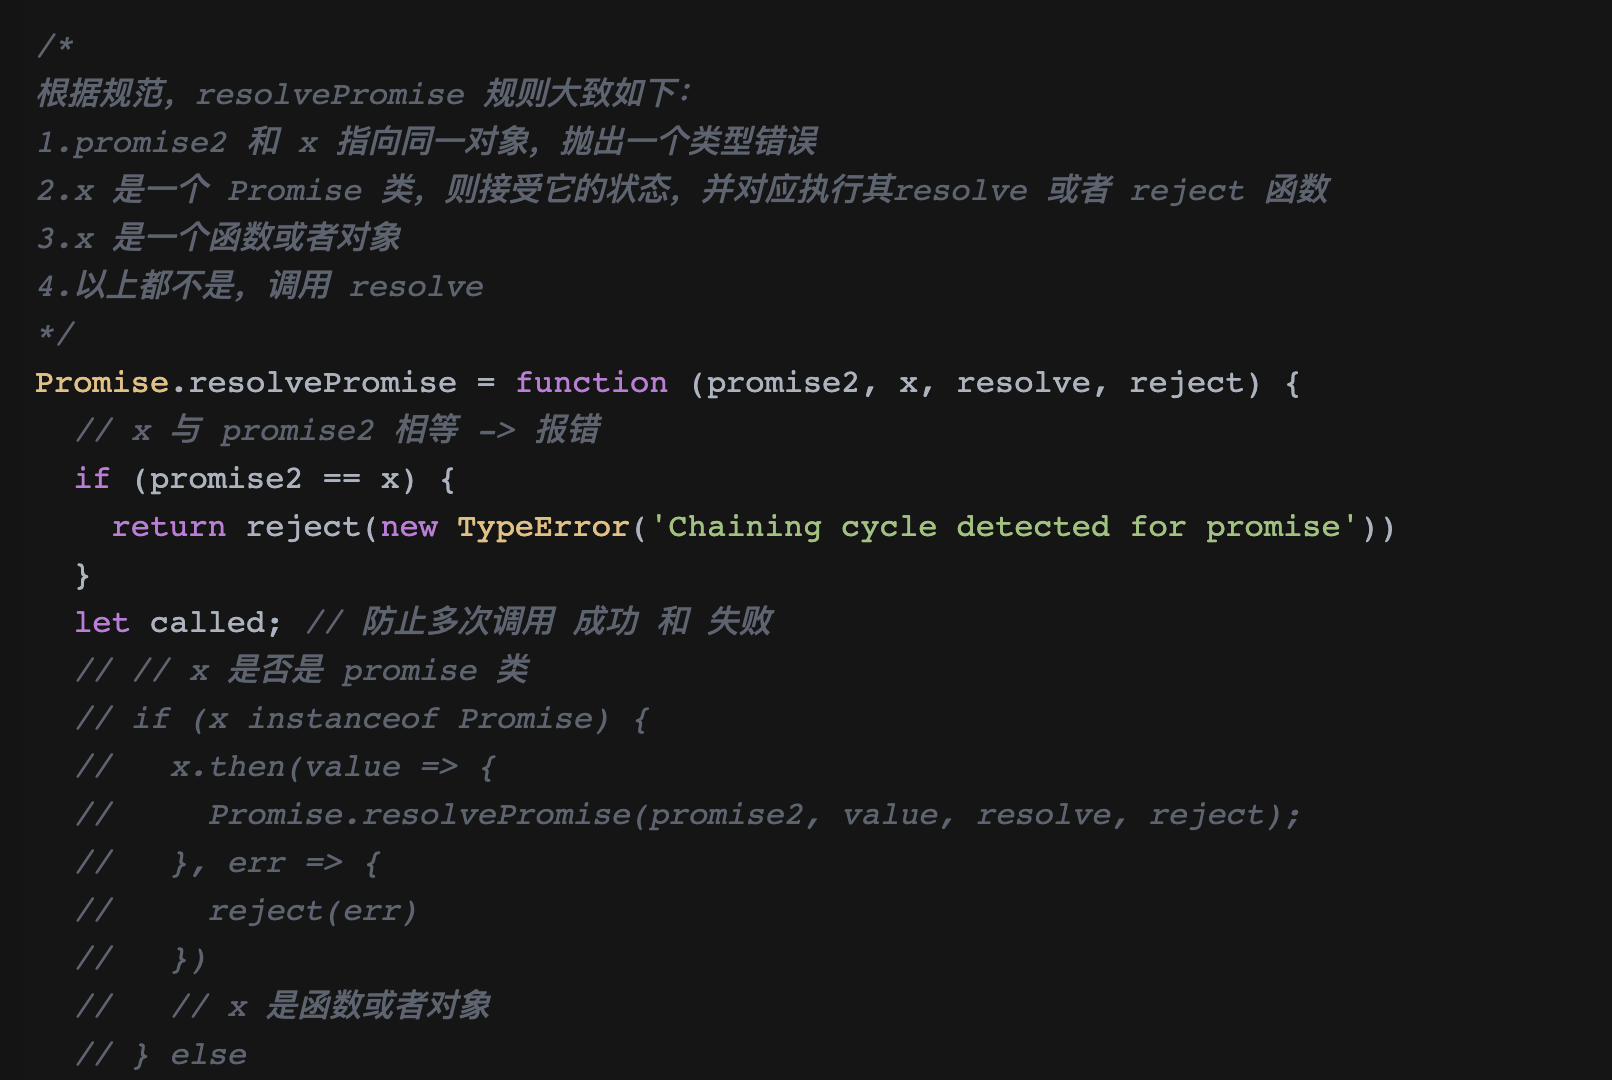 /*
根据规范，resolvePromise 规则大致如下：
1.promise2 和 x 指向同一对象，抛出一个类型错误
2.x 是一个 Promise 类，则接受它的状态，并对应执行其resolve 或者 reject 函数
3.x 是一个函数或者对象
4.以上都不是，调用 resolve
*/
Promise.resolvePromise = function (promise2, x, resolve, reject) {
  // x 与 promise2 相等 -> 报错
  if (promise2 == x) {
    return reject(new TypeError('Chaining cycle detected for promise'))
  }
  let called; // 防止多次调用 成功 和 失败
  // // x 是否是 promise 类
  // if (x instanceof Promise) {
  //   x.then(value => {
  //     Promise.resolvePromise(promise2, value, resolve, reject);
  //   }, err => {
  //     reject(err)
  //   })
  //   // x 是函数或者对象
  // } else